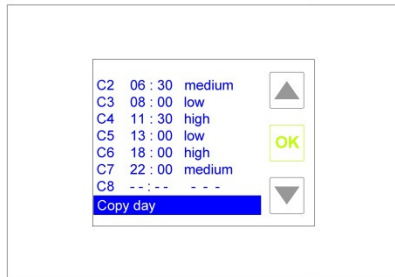 C2 06 : 30 medium
C3 08 : 00 low
C4 11 : 30 high
C5 13 : 00 low
C6 18 : 00 high
C7 22 : 00 medium
C8 - - : - - - - -
Copy day
OK